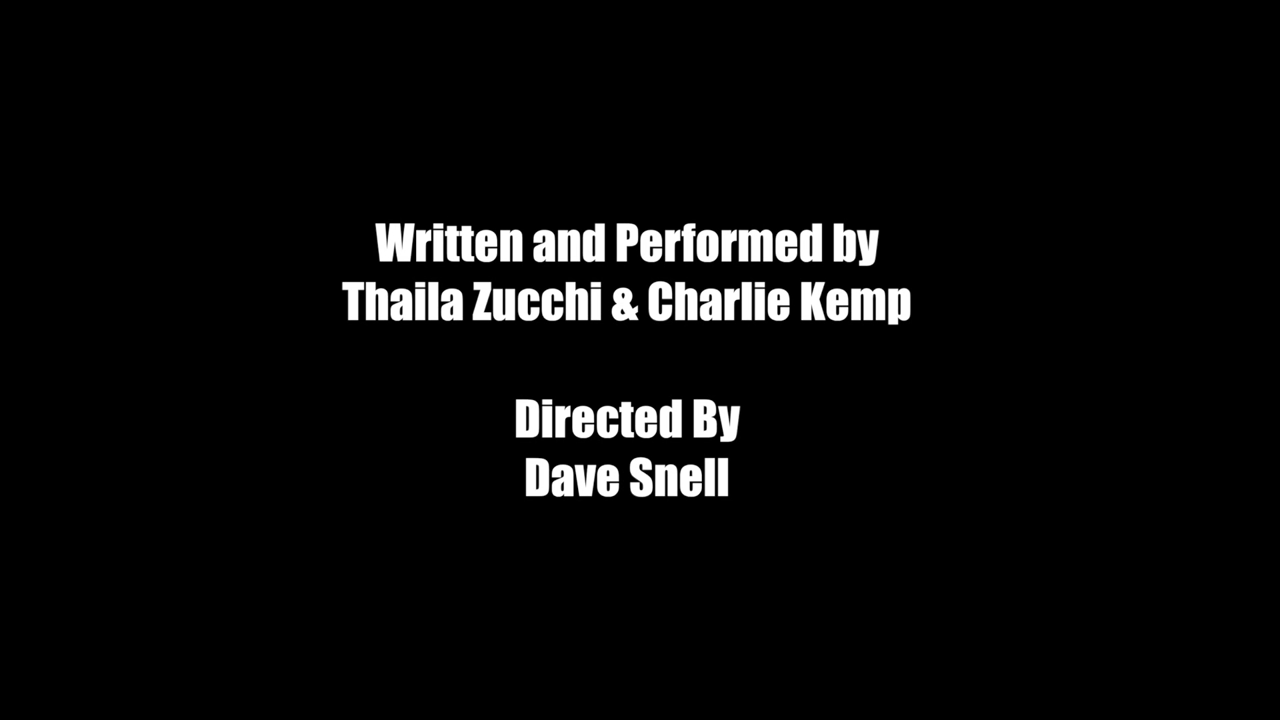 Written and Performed by
Thaila Zucchi & Charlie Kemp
Directed By
Dave Snell